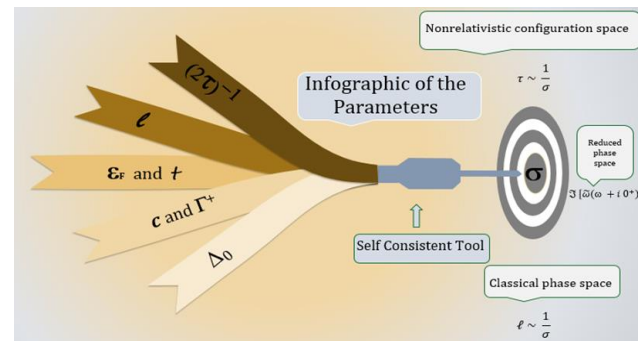 Nonrelativistic configuration space
τ ~ 1/σ
(2τ)⁻¹
Infographic of the
Parameters
ℓ
Reduced
phase
space
ε_F and t
σ
ℑ [ω̃(ω + i 0⁺)
c and Γ⁺
Self Consistent Tool
Δ₀
Classical phase space
ℓ ~ 1/σ